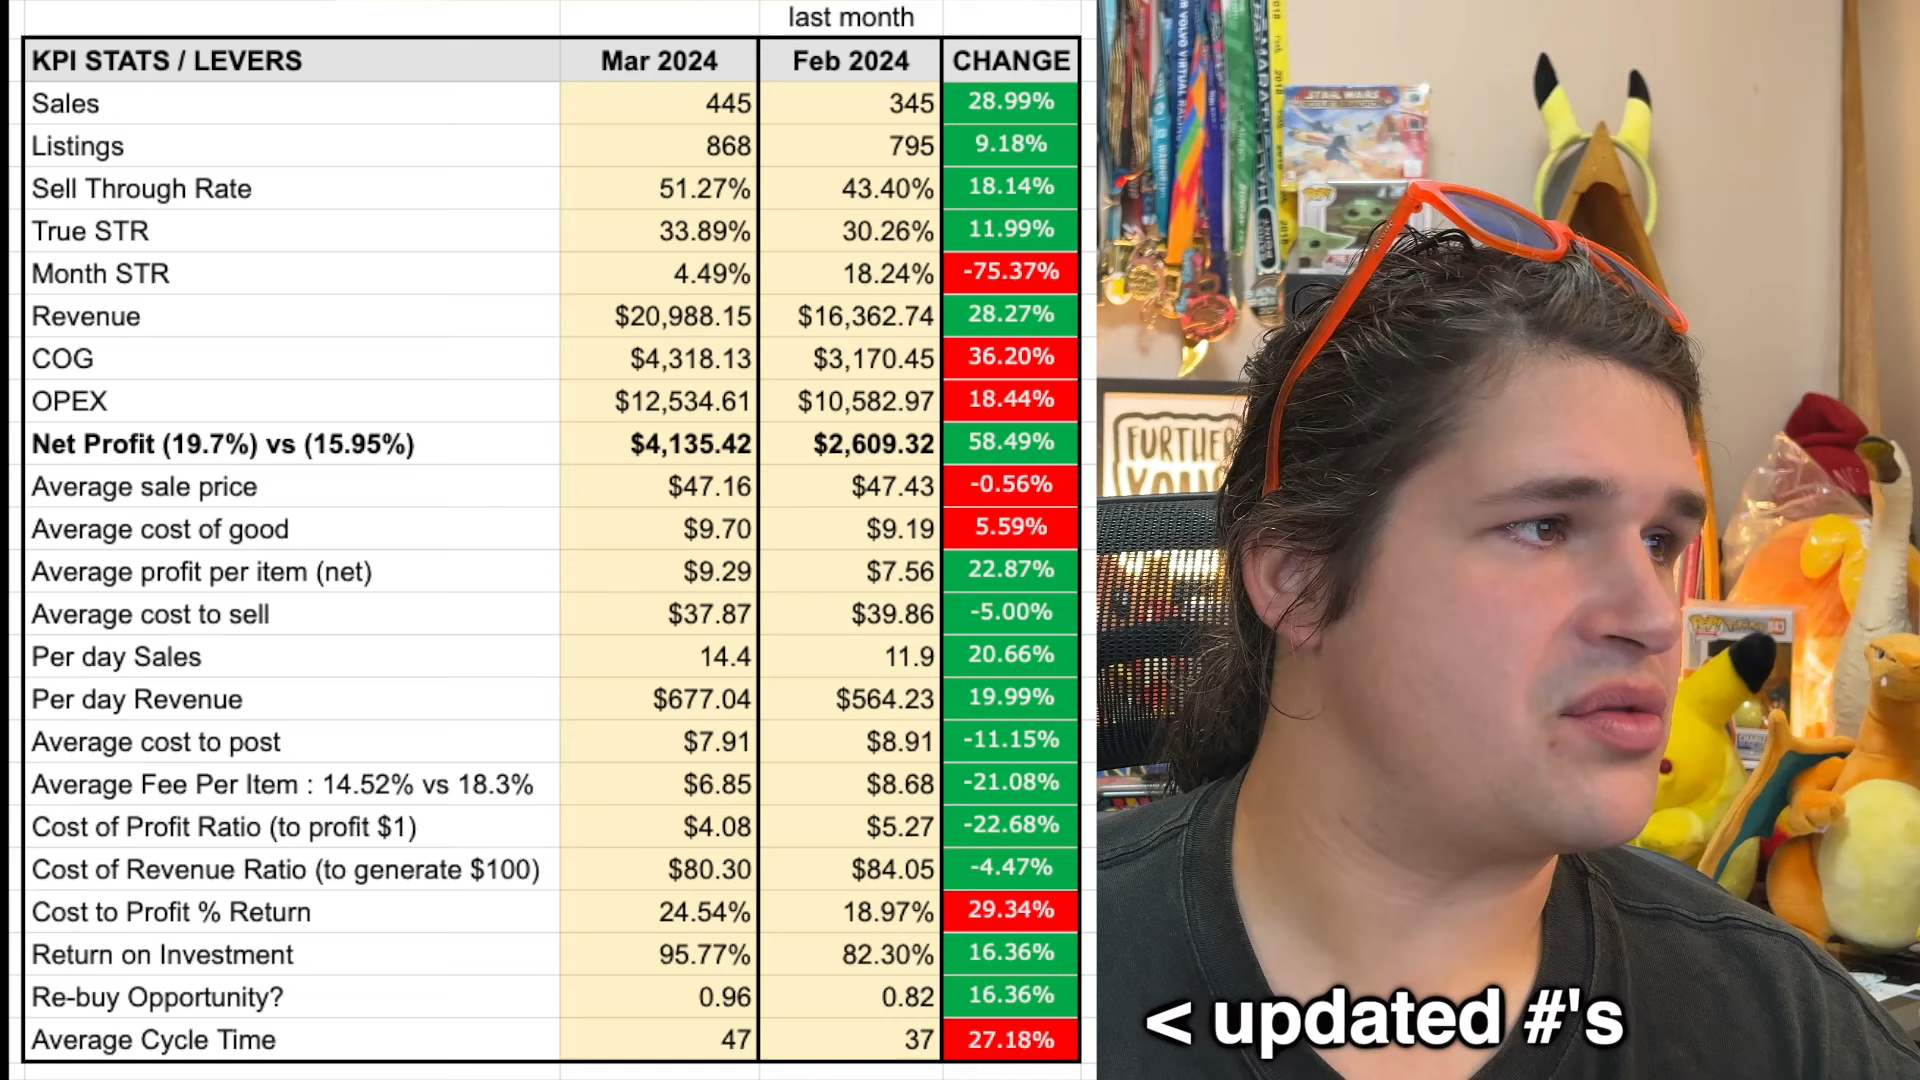 last month
KPI STATS / LEVERS Mar 2024 Feb 2024 CHANGE
Sales 445 345 28.99%
Listings 868 795 9.18%
Sell Through Rate 51.27% 43.40% 18.14%
True STR 33.89% 30.26% 11.99%
Month STR 4.49% 18.24% -75.37%
Revenue $20,988.15 $16,362.74 28.27%
COG $4,318.13 $3,170.45 36.20%
OPEX $12,534.61 $10,582.97 18.44%
Net Profit (19.7%) vs (15.95%) $4,135.42 $2,609.32 58.49%
Average sale price $47.16 $47.43 -0.56%
Average cost of good $9.70 $9.19 5.59%
Average profit per item (net) $9.29 $7.56 22.87%
Average cost to sell $37.87 $39.86 -5.00%
Per day Sales 14.4 11.9 20.66%
Per day Revenue $677.04 $564.23 19.99%
Average cost to post $7.91 $8.91 -11.15%
Average Fee Per Item : 14.52% vs 18.3% $6.85 $8.68 -21.08%
Cost of Profit Ratio (to profit $1) $4.08 $5.27 -22.68%
Cost of Revenue Ratio (to generate $100) $80.30 $84.05 -4.47%
Cost to Profit % Return 24.54% 18.97% 29.34%
Return on Investment 95.77% 82.30% 16.36%
Re-buy Opportunity? 0.96 0.82 16.36%
Average Cycle Time 47 37 27.18%
STAR WARS
FURTHER
YOU
< updated #'s